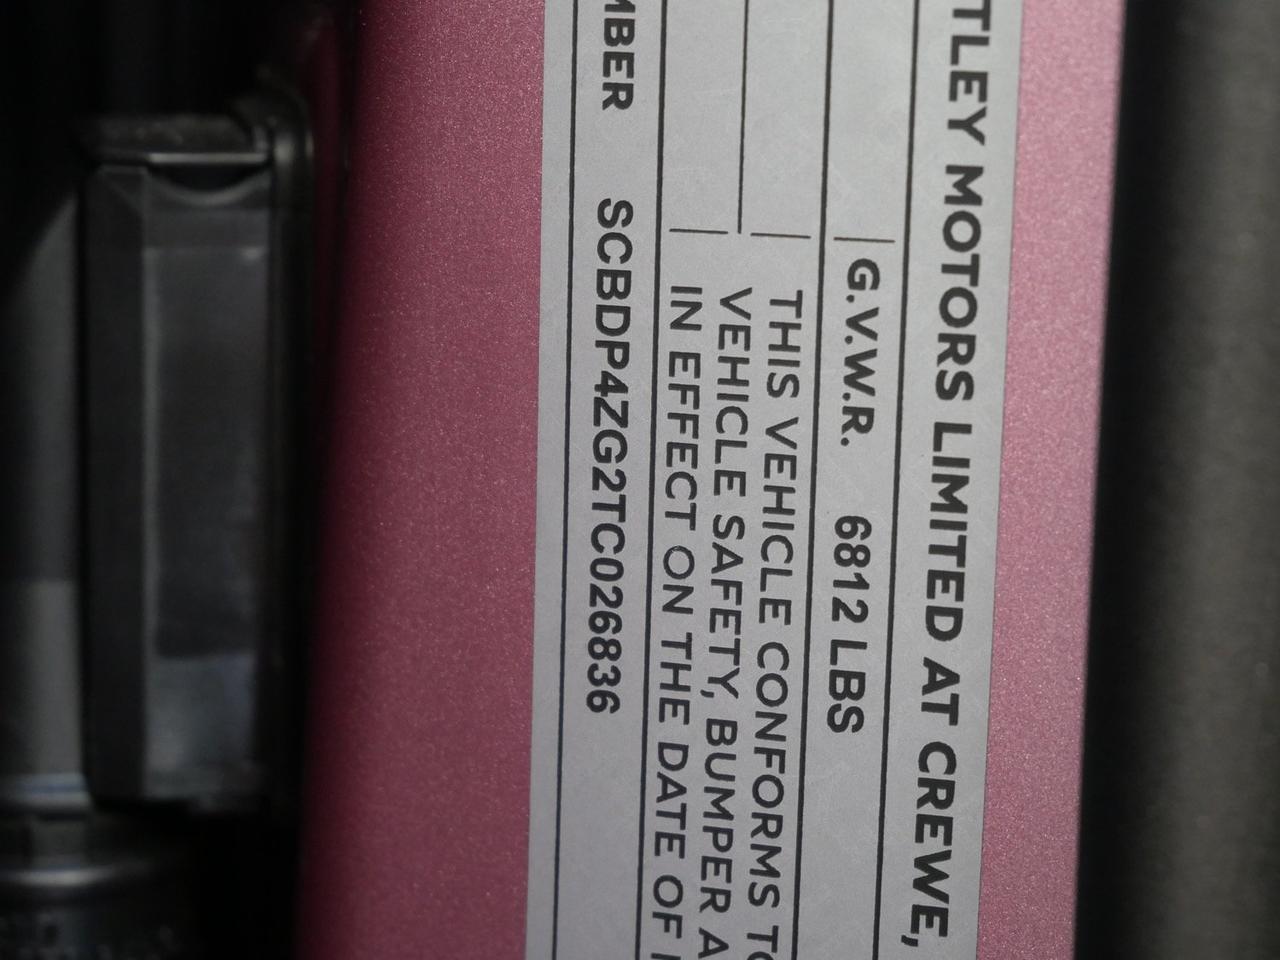 TLEY MOTORS LIMITED AT CREWE,
G.V.W.R. 6812 LBS
THIS VEHICLE CONFORMS TO
VEHICLE SAFETY, BUMPER A
IN EFFECT ON THE DATE OF
MBER SCBDP4ZG2TC026836